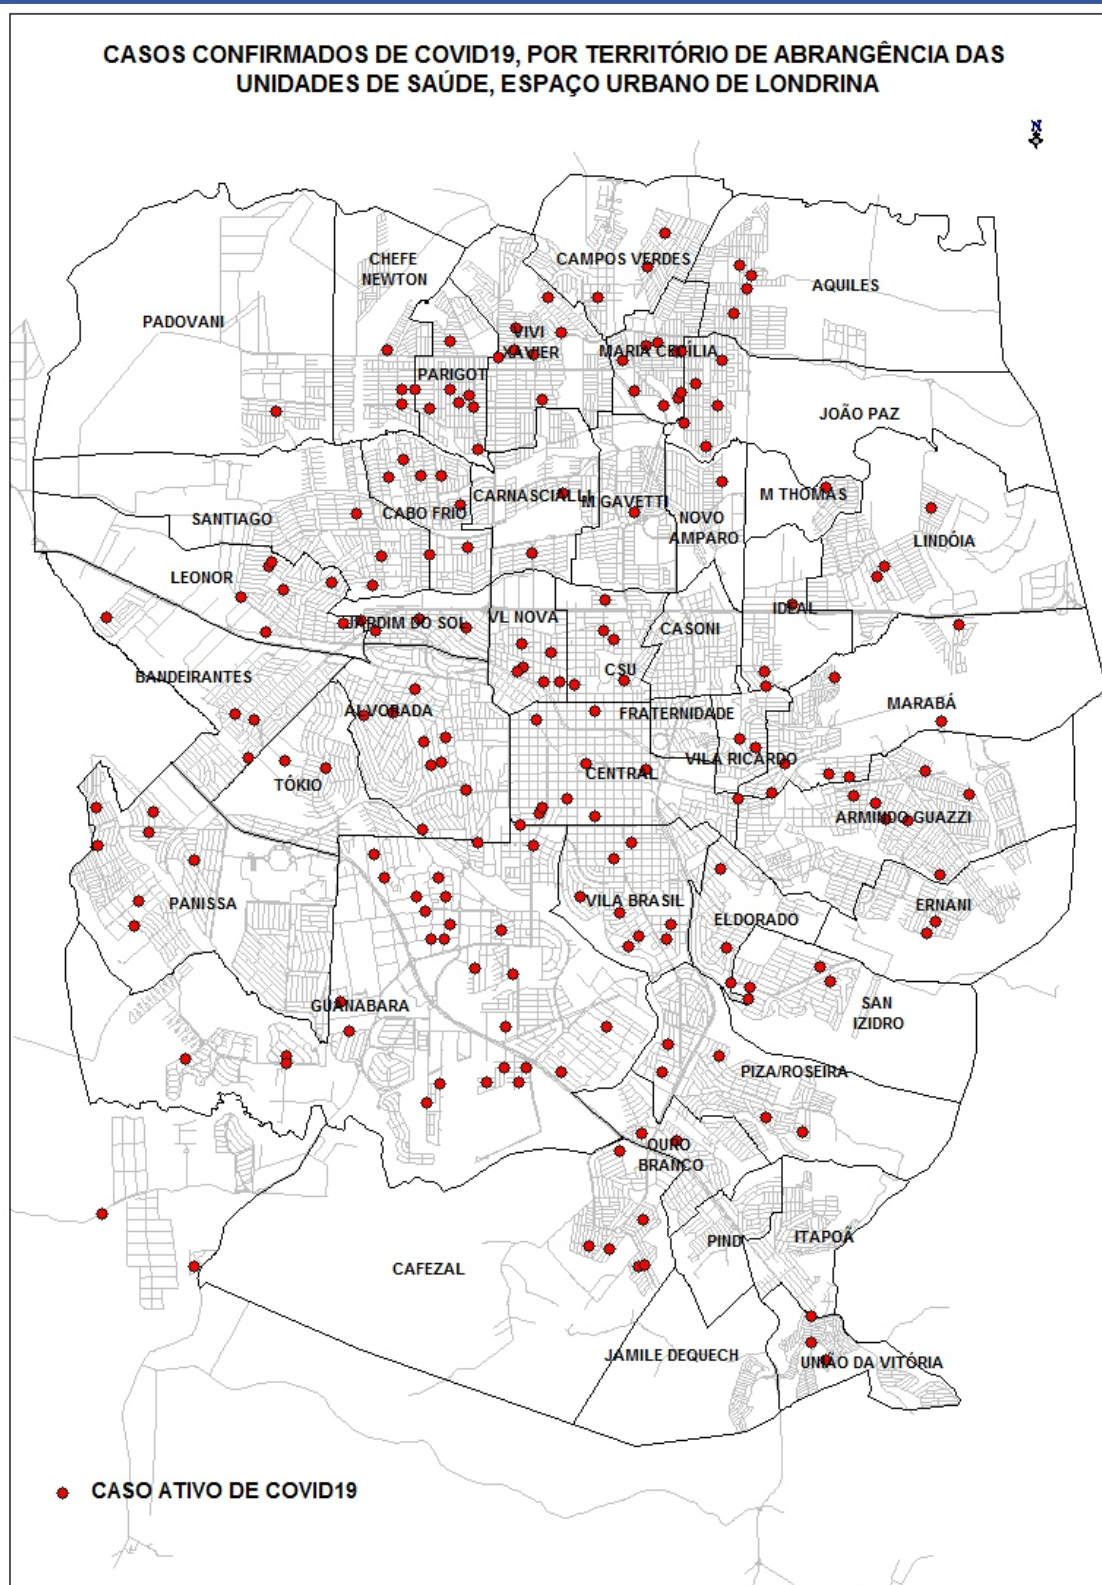 CASOS CONFIRMADOS DE COVID19, POR TERRITÓRIO DE ABRANGÊNCIA DAS
UNIDADES DE SAÚDE, ESPAÇO URBANO DE LONDRINA
N
CHEFE
NEWTON
CAMPOS VERDES
AQUILES
PADOVANI
VIVI
XAVIER
MARIA CECÍLIA
PARIGOT
JOÃO PAZ
CARNASCIALLI
M GAVETTI
M THOMAS
SANTIAGO
CABO FRIO
NOVO
AMPARO
LINDÓIA
LEONOR
IDEAL
JARDIM DO SOL
VL NOVA
CASONI
CSU
BANDEIRANTES
ALVORADA
FRATERNIDADE
MARABÁ
VILA RICARDO
CENTRAL
TÓKIO
ARMINDO GUAZZI
PANISSA
VILA BRASIL
ELDORADO
ERNANI
GUANABARA
SAN
IZIDRO
PIZA/ROSEIRA
OURO
BRANCO
PIND
ITAPOÃ
CAFEZAL
JAMILE DEQUECH
UNIÃO DA VITÓRIA
CASO ATIVO DE COVID19